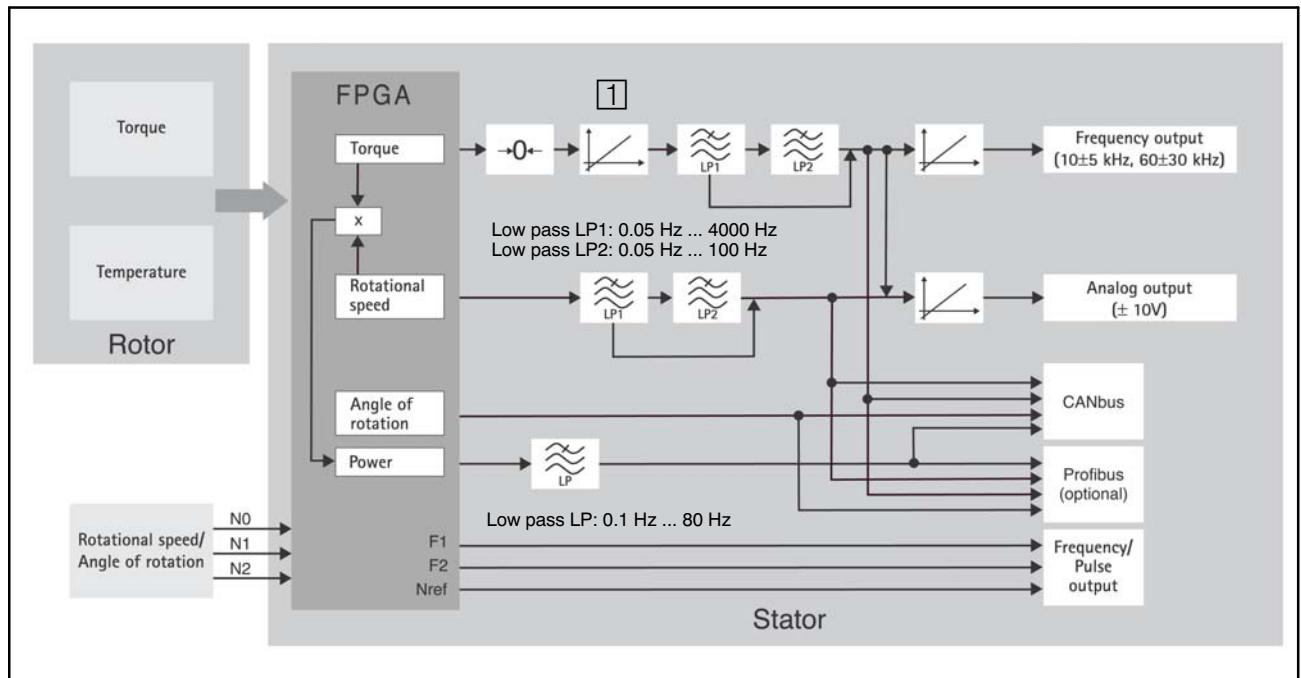 FPGA
1
Torque
Temperature
Rotor
Torque
x
Rotational
speed
Angle of
rotation
Power
→0←
LP1
LP2
Frequency output
(10±5 kHz, 60±30 kHz)
Low pass LP1: 0.05 Hz ... 4000 Hz
Low pass LP2: 0.05 Hz ... 100 Hz
LP1
LP2
Analog output
(± 10V)
CANbus
LP
Profibus
(optional)
Low pass LP: 0.1 Hz ... 80 Hz
Rotational speed/
Angle of rotation
N0
N1
N2
F1
F2
Nref
Frequency/
Pulse
output
Stator